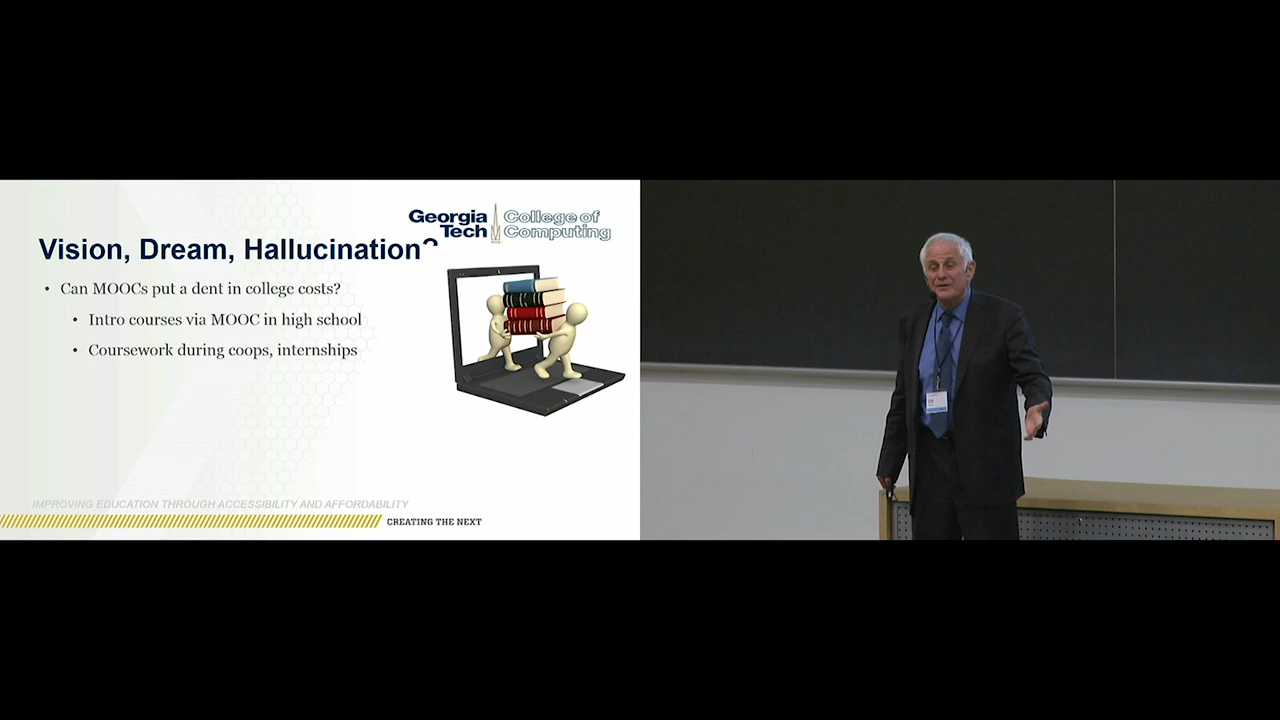 Georgia Tech
College of Computing
Vision, Dream, Hallucination?
• Can MOOCs put a dent in college costs?
• Intro courses via MOOC in high school
• Coursework during coops, internships
IMPROVING EDUCATION THROUGH ACCESSIBILITY AND AFFORDABILITY
CREATING THE NEXT